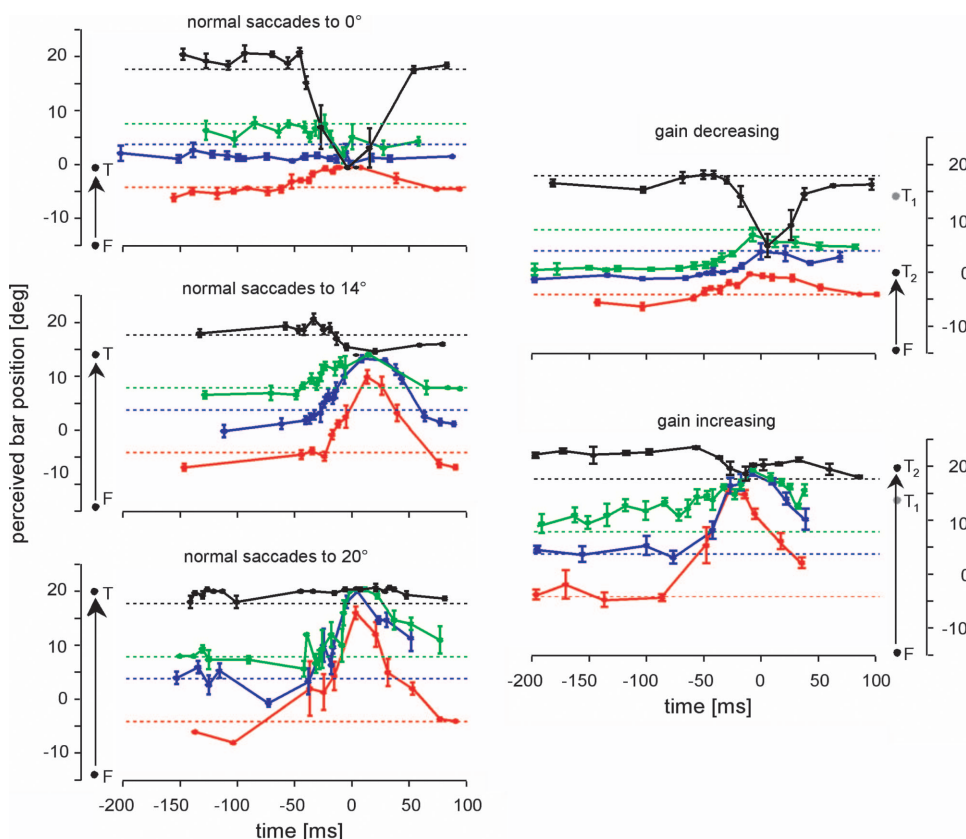 normal saccades to 0°
20
10
0
-10
T
F
normal saccades to 14°
20
10
0
-10
T
F
perceived bar position [deg]
normal saccades to 20°
20
10
0
-10
T
F
-200 -150 -100 -50 0 50 100
time [ms]
gain decreasing
20
10
0
-10
T1
T2
F
gain increasing
20
10
0
-10
T2
T1
F
-200 -150 -100 -50 0 50 100
time [ms]